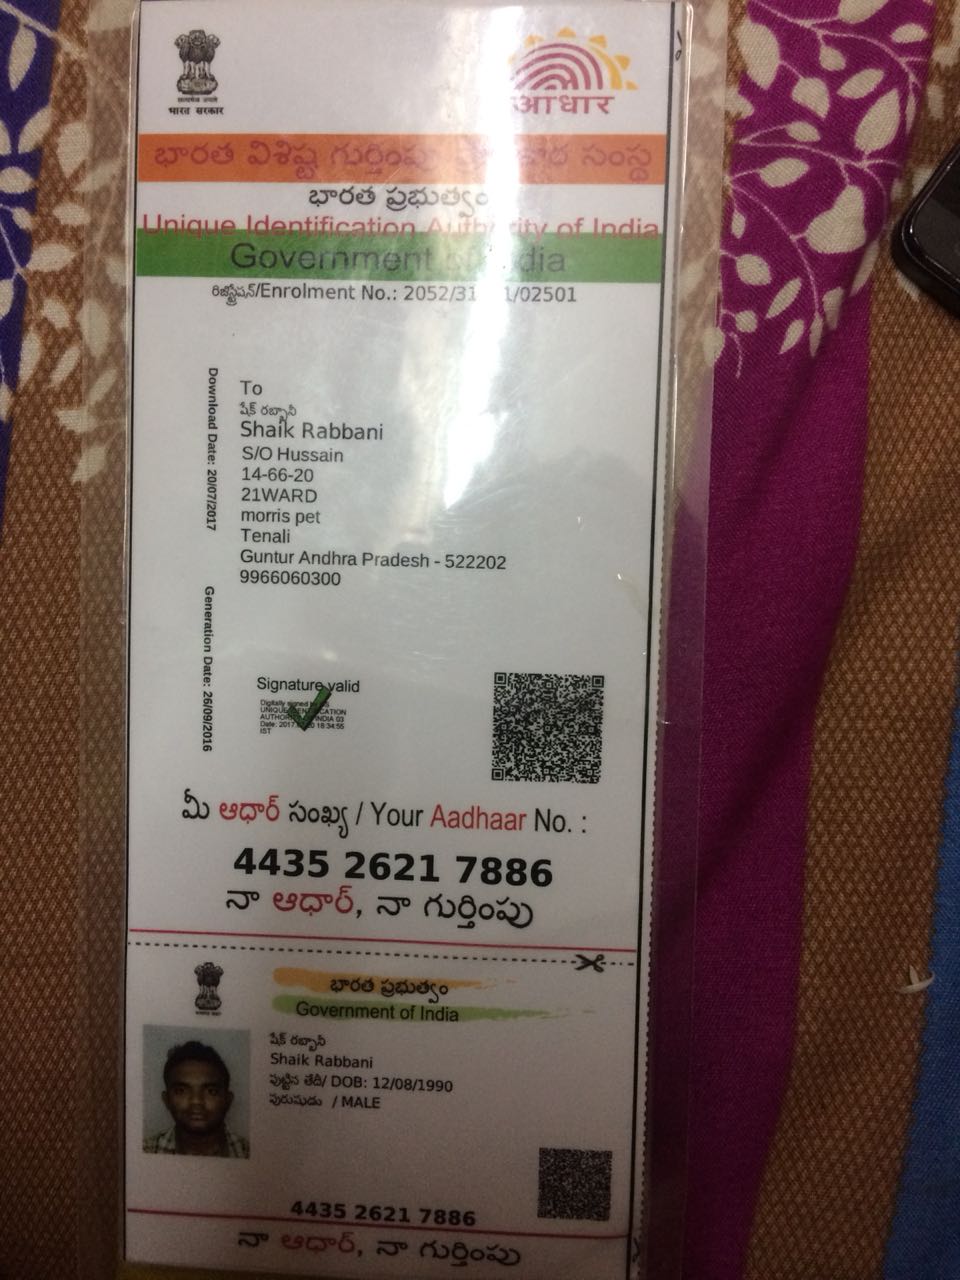 सत्यमेव जयते
भारत सरकार
आधार
భారత విశిష్ట గుర్తింపు సంస్థ
భారత ప్రభుత్వం
Unique Identification Authority of India
Government of India
రిజిస్ట్రేషన్/Enrolment No.: 2052/31 1/02501
To
షేక్ రబ్బాని
Shaik Rabbani
S/O Hussain
14-66-20
21WARD
morris pet
Tenali
Guntur Andhra Pradesh - 522202
9966060300
Download Date: 20/07/2017
Generation Date: 26/09/2016
Signature valid
Digitally signed by
UNIQUE IDENTIFICATION
AUTHORITY OF INDIA 03
Date: 2017 20 18:34:55
IST
మీ ఆధార్ సంఖ్య / Your Aadhaar No. :
4435 2621 7886
నా ఆధార్, నా గుర్తింపు
భారత ప్రభుత్వం
Government of India
షేక్ రబ్బాని
Shaik Rabbani
పుట్టిన తేదీ/ DOB: 12/08/1990
పురుషుడు / MALE
4435 2621 7886
నా ఆధార్, నా గుర్తింపు